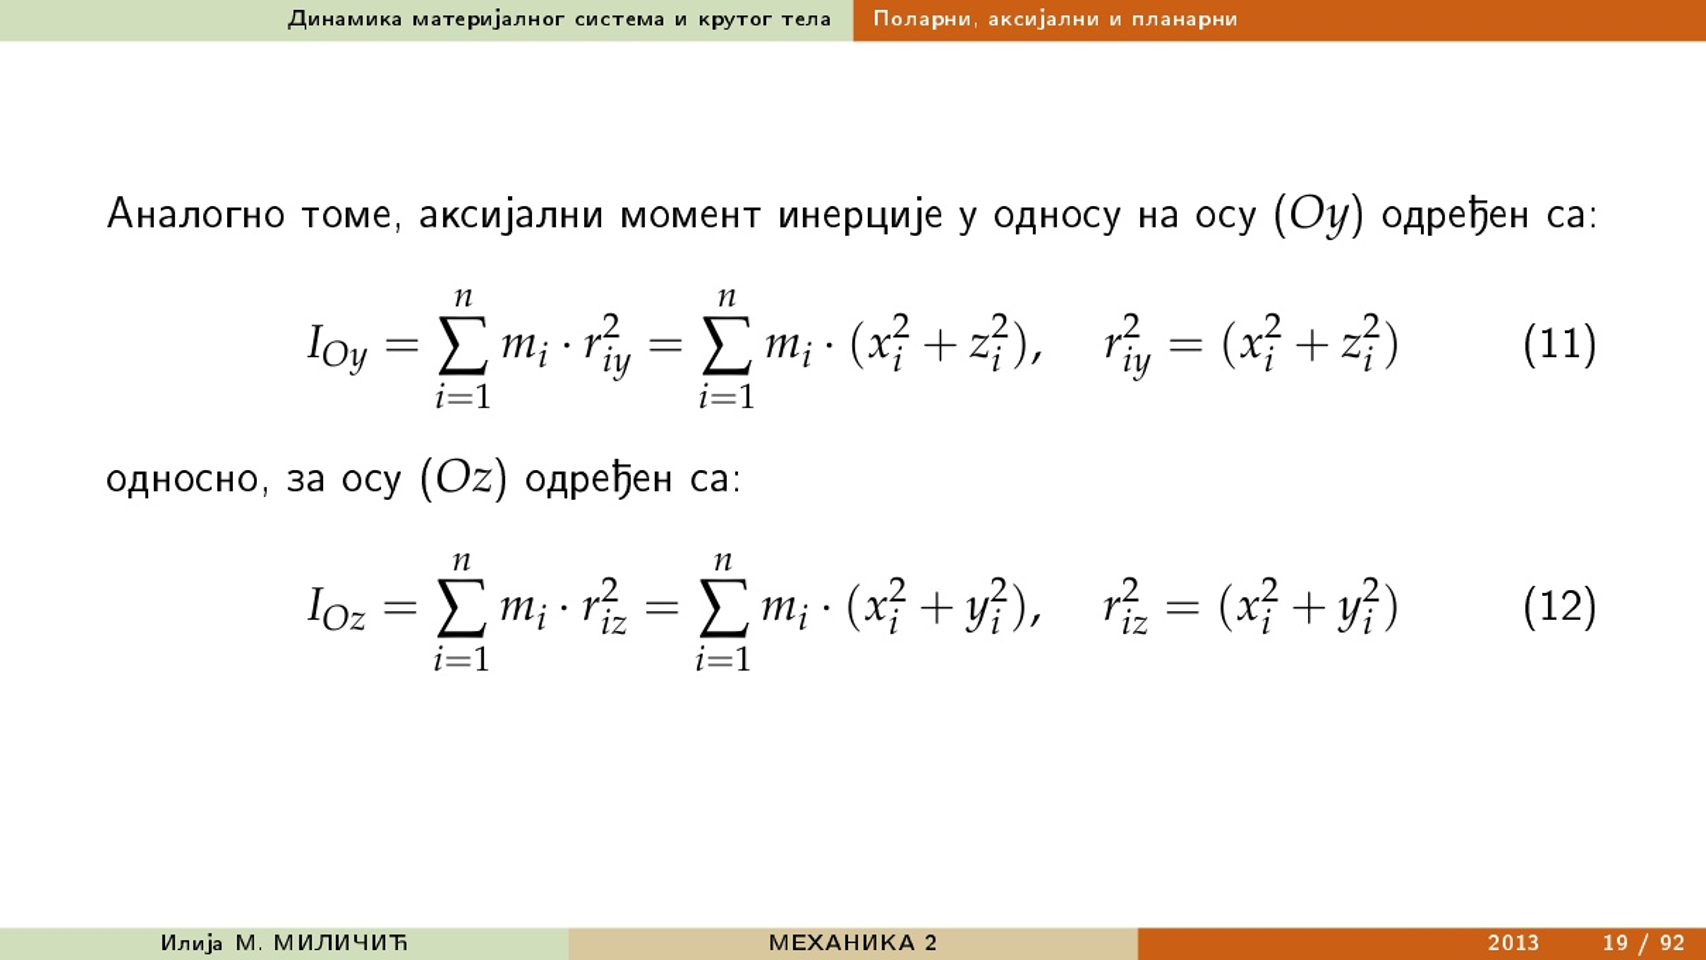 Динамика материјалног система и крутог тела Поларни, аксијални и планарни
Аналогно томе, аксијални момент инерције у односу на осу (Oy) одређен са:
$I_{Oy} = \sum_{i=1}^{n} m_i \cdot r_{iy}^2 = \sum_{i=1}^{n} m_i \cdot (x_i^2 + z_i^2), \quad r_{iy}^2 = (x_i^2 + z_i^2)$ (11)
односно, за осу (Oz) одређен са:
$I_{Oz} = \sum_{i=1}^{n} m_i \cdot r_{iz}^2 = \sum_{i=1}^{n} m_i \cdot (x_i^2 + y_i^2), \quad r_{iz}^2 = (x_i^2 + y_i^2)$ (12)
Илија М. МИЛИЧИЋ МЕХАНИКА 2 2013 19 / 92